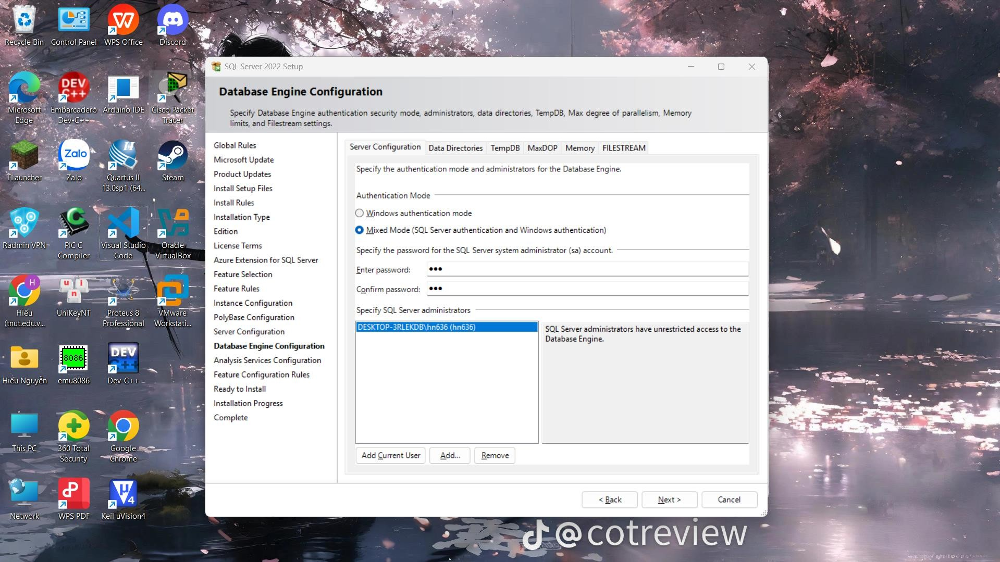 Recycle Bin
Control Panel
WPS Office
Discord
Microsoft
Edge
DEV
C++
Embarcadero
Dev-C++
Arduino IDE
Cisco Packet
Tracer
TLauncher
Zalo
Zalo
II
Quartus II
13.0sp1 (64...
Steam
Radmin VPN
C
PIC C
Compiler
Visual Studio
Code
Oracle
VirtualBox
H
Hiếu
(tnut.edu.v...
u
i
n
UniKeyNT
Proteus 8
Professional
VMware
Workstati...
Hiếu Nguyễn
8086
emu8086
DEV
C++
Dev-C++
This PC
360 Total
Security
Google
Chrome
Network
WPS PDF
μ
V4
Keil uVision4
SQL Server 2022 Setup
Database Engine Configuration
Specify Database Engine authentication security mode, administrators, data directories, TempDB, Max degree of parallelism, Memory
limits, and Filestream settings.
Global Rules
Microsoft Update
Product Updates
Install Setup Files
Install Rules
Installation Type
Edition
License Terms
Azure Extension for SQL Server
Feature Selection
Feature Rules
Instance Configuration
PolyBase Configuration
Server Configuration
Database Engine Configuration
Analysis Services Configuration
Feature Configuration Rules
Ready to Install
Installation Progress
Complete
Server Configuration
Data Directories
TempDB
MaxDOP
Memory
FILESTREAM
Specify the authentication mode and administrators for the Database Engine.
Authentication Mode
Windows authentication mode
Mixed Mode (SQL Server authentication and Windows authentication)
Specify the password for the SQL Server system administrator (sa) account.
Enter password: •••
Confirm password: •••
Specify SQL Server administrators
DESKTOP-3RLEKDB\hn636 (hn636)
SQL Server administrators have unrestricted access to the
Database Engine.
Add Current User
Add...
Remove
< Back
Next >
Cancel
@cotreview